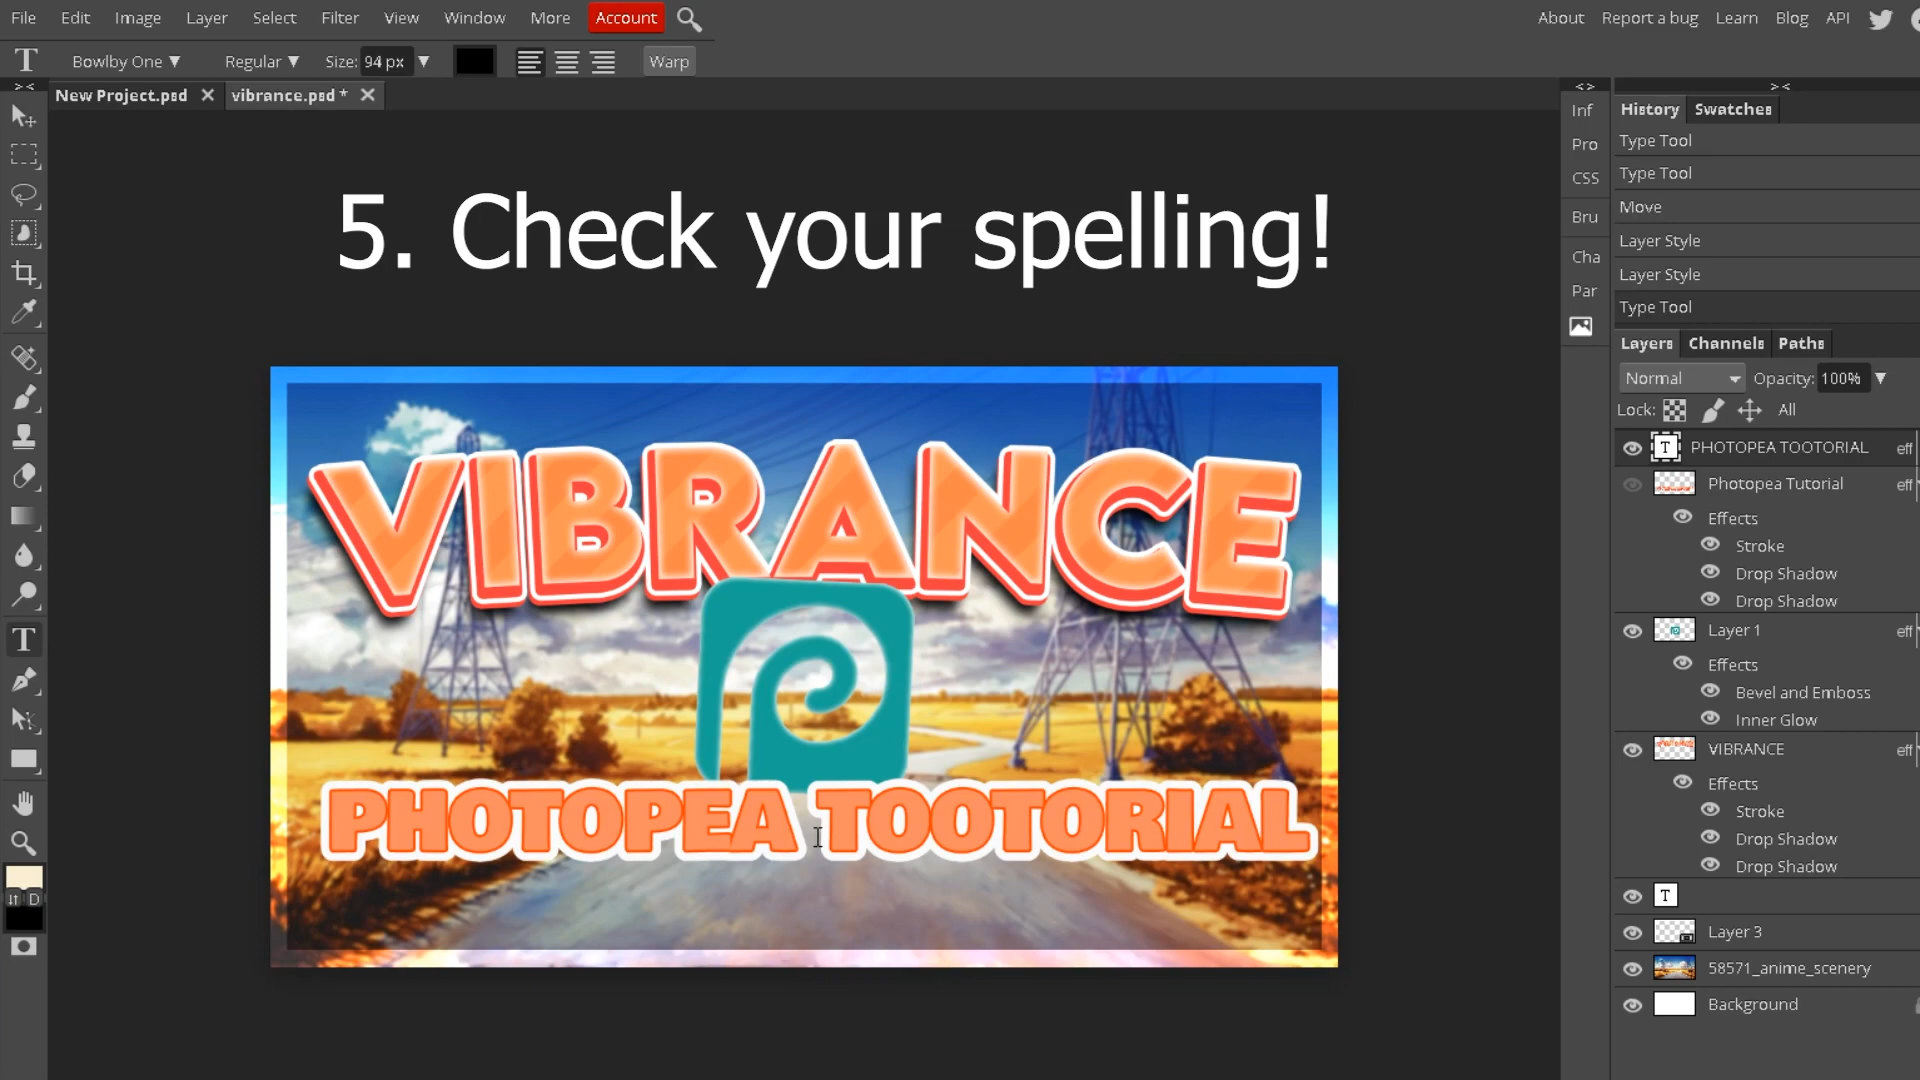 File Edit Image Layer Select Filter View Window More Account
About Report a bug Learn Blog API
T Bowlby One ▼ Regular ▼ Size: 94 px ▼ Warp
New Project.psd ✕ vibrance.psd * ✕
5. Check your spelling!
VIBRANCE
PHOTOPEA TOOTORIAL
T
D
Inf
Pro
CSS
Bru
Cha
Par
History Swatches
Type Tool
Type Tool
Move
Layer Style
Layer Style
Type Tool
Layers Channels Paths
Normal Opacity: 100% ▼
Lock: All
T PHOTOPEA TOOTORIAL eff
Photopea Tutorial eff
Effects
Stroke
Drop Shadow
Drop Shadow
Layer 1 eff
Effects
Bevel and Emboss
Inner Glow
VIBRANCE eff
Effects
Stroke
Drop Shadow
Drop Shadow
T
Layer 3
58571_anime_scenery
Background